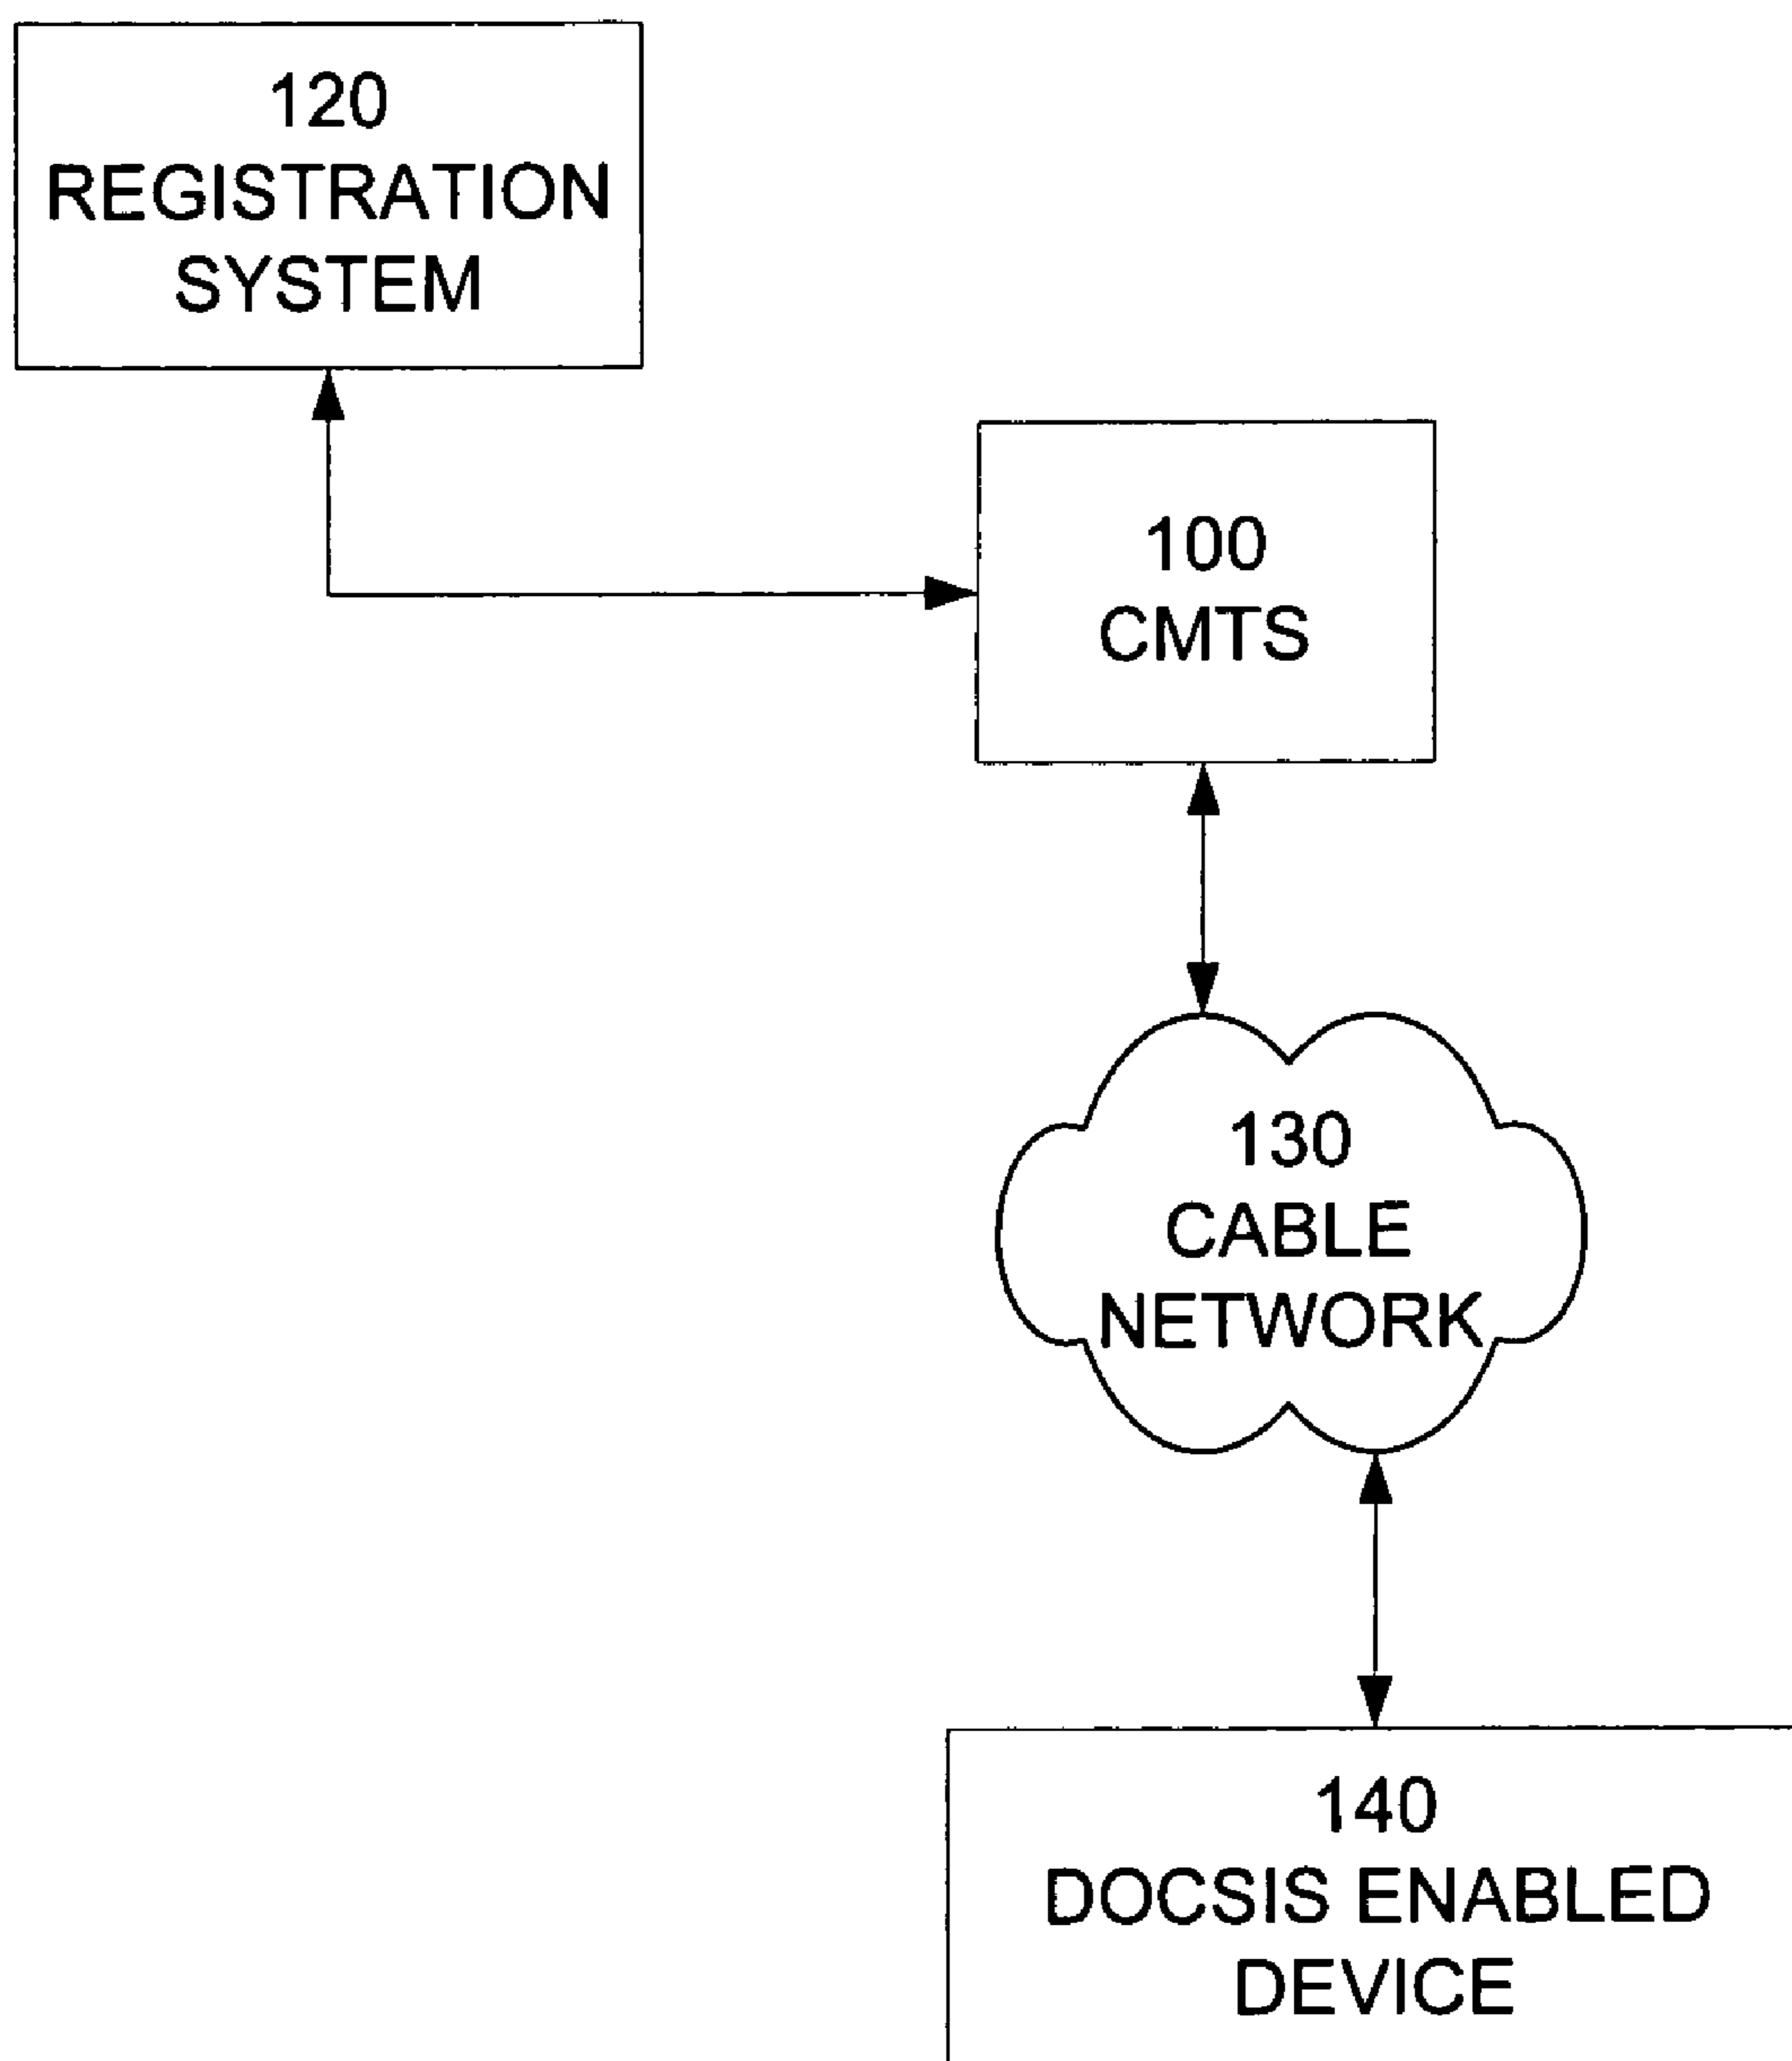 120
REGISTRATION
SYSTEM
100
CMTS
130
CABLE
NETWORK
140
DOCSIS ENABLED
DEVICE